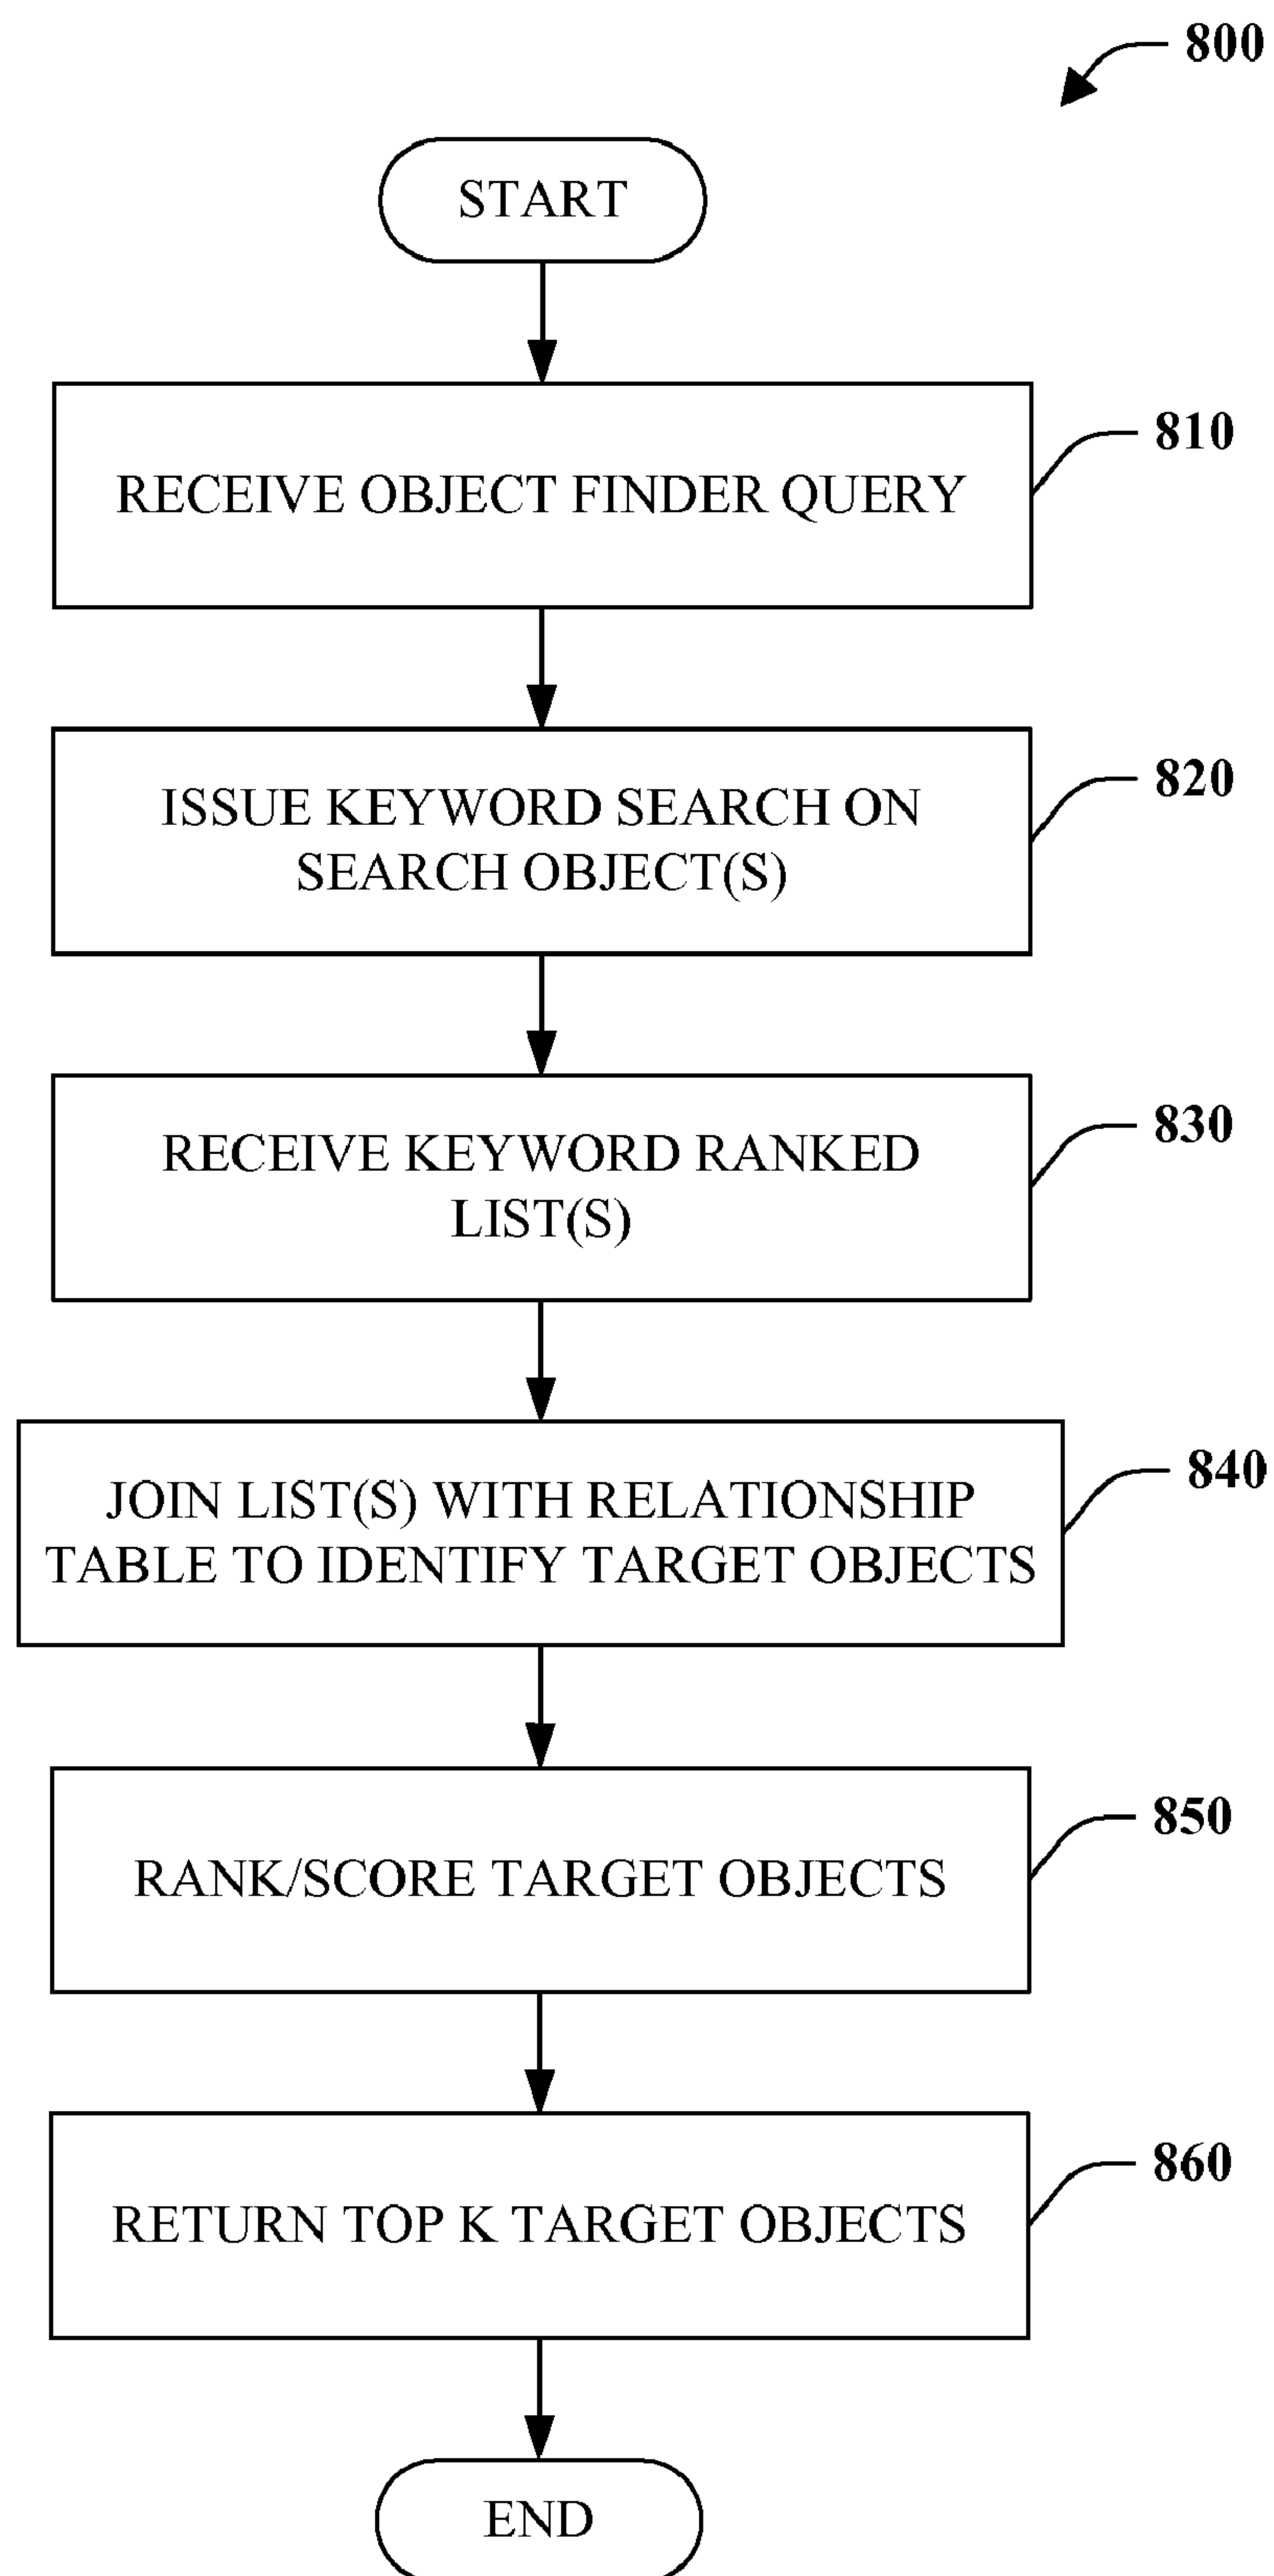 800
START
RECEIVE OBJECT FINDER QUERY
810
ISSUE KEYWORD SEARCH ON
SEARCH OBJECT(S)
820
RECEIVE KEYWORD RANKED
LIST(S)
830
JOIN LIST(S) WITH RELATIONSHIP
TABLE TO IDENTIFY TARGET OBJECTS
840
RANK/SCORE TARGET OBJECTS
850
RETURN TOP K TARGET OBJECTS
860
END